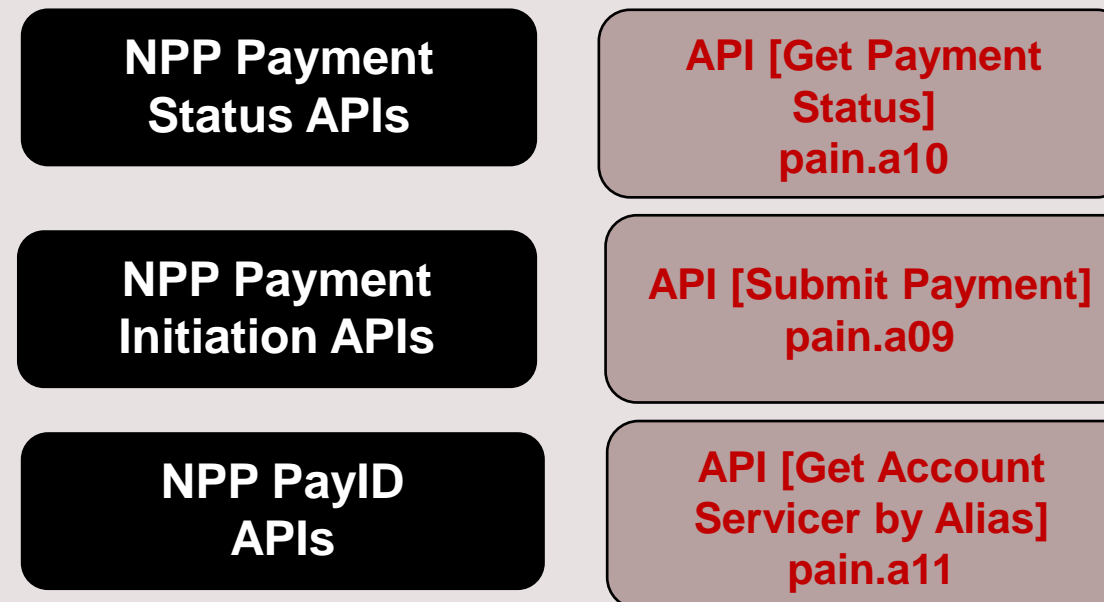 NPP Payment
Status APIs
API [Get Payment
Status]
pain.a10
NPP Payment
Initiation APIs
API [Submit Payment]
pain.a09
NPP PayID
APIs
API [Get Account
Servicer by Alias]
pain.a11